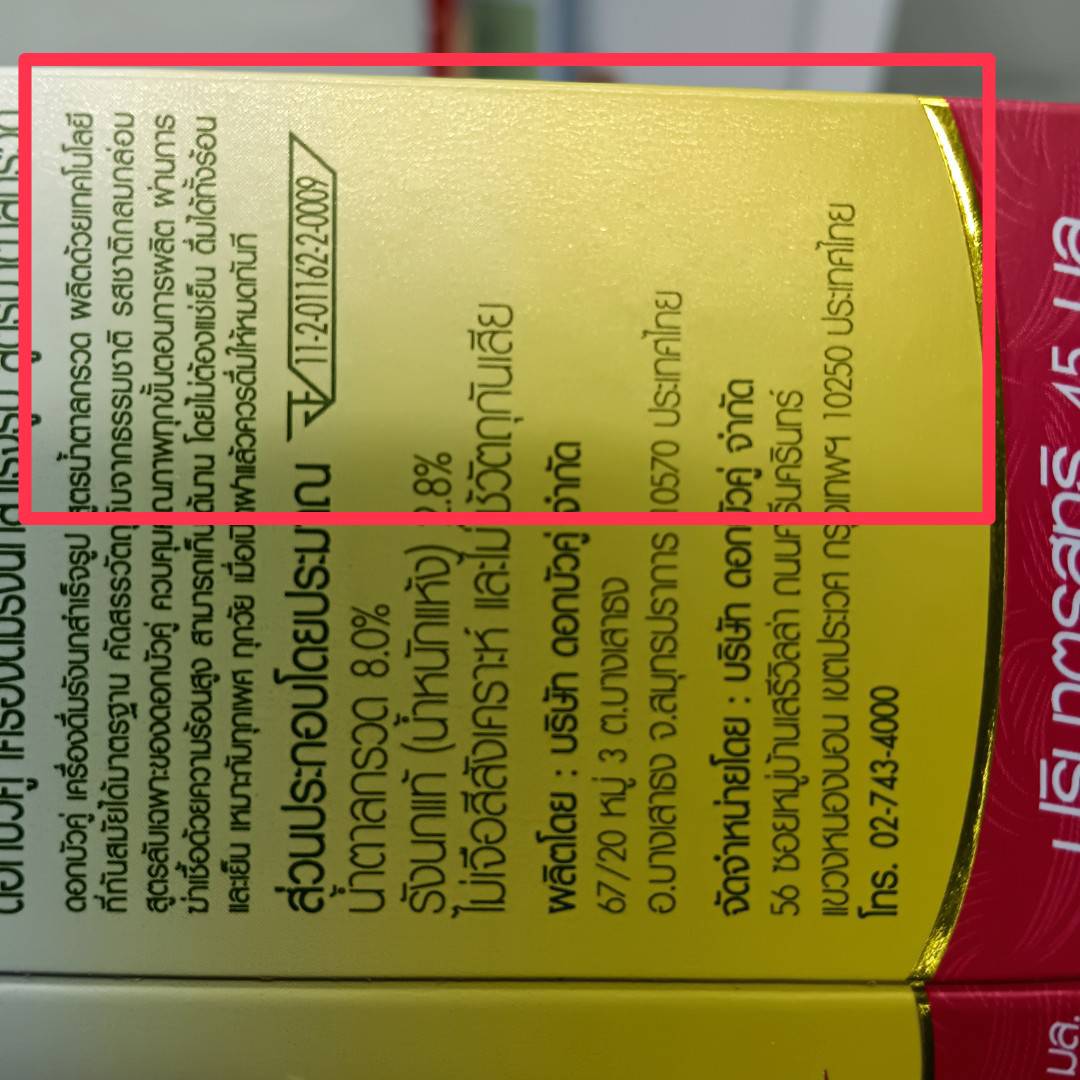 ดอกบัวคู่ เครื่องดื่มรังนกสำเร็จรูป สูตรน้ำตาลกรวด ผลิตด้วยเทคโนโลยี
ที่ทันสมัยได้มาตรฐาน คัดสรรวัตถุดิบจากธรรมชาติ รสชาติกลมกล่อม
สูตรลับเฉพาะของดอกบัวคู่ ควบคุมคุณภาพทุกขั้นตอนการผลิต ผ่านการ
ฆ่าเชื้อด้วยความร้อนสูง สามารถเก็บได้นาน โดยไม่ต้องแช่เย็น ดื่มได้ทั้งร้อน
และเย็น เหมาะกับทุกเพศ ทุกวัย เมื่อเปิดฝาแล้วควรดื่มให้หมดทันที
ส่วนประกอบโดยประมาณ
11-2-01162-2-0009
น้ำตาลกรวด 8.0%
รังนกแท้ (น้ำหนักแห้ง) .8%
ไม่เจือสีสังเคราะห์ และไม่ใช้วัตถุกันเสีย
ผลิตโดย : บริษัท ดอกบัวคู่ จำกัด
67/20 หมู่ 3 ต.บางเสาธง
อ.บางเสาธง จ.สมุทรปราการ 10570 ประเทศไทย
จัดจำหน่ายโดย : บริษัท ดอกบัวคู่ จำกัด
56 ซอยหมู่บ้านเสรีวิลล่า ถนนศรีนครินทร์
แขวงหนองบอน เขตประเวศ กรุงเทพฯ 10250 ประเทศไทย
โทร. 02-743-4000
45 มล
มล.